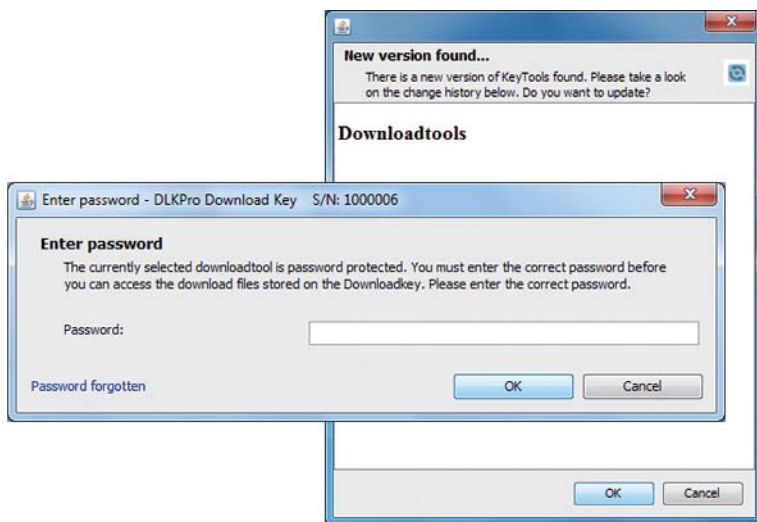 New version found...
There is a new version of KeyTools found. Please take a look
on the change history below. Do you want to update?
Downloadtools
Enter password - DLKPro Download Key S/N: 1000006
Enter password
The currently selected downloadtool is password protected. You must enter the correct password before
you can access the download files stored on the Downloadkey. Please enter the correct password.
Password:
Password forgotten
OK
Cancel
OK
Cancel